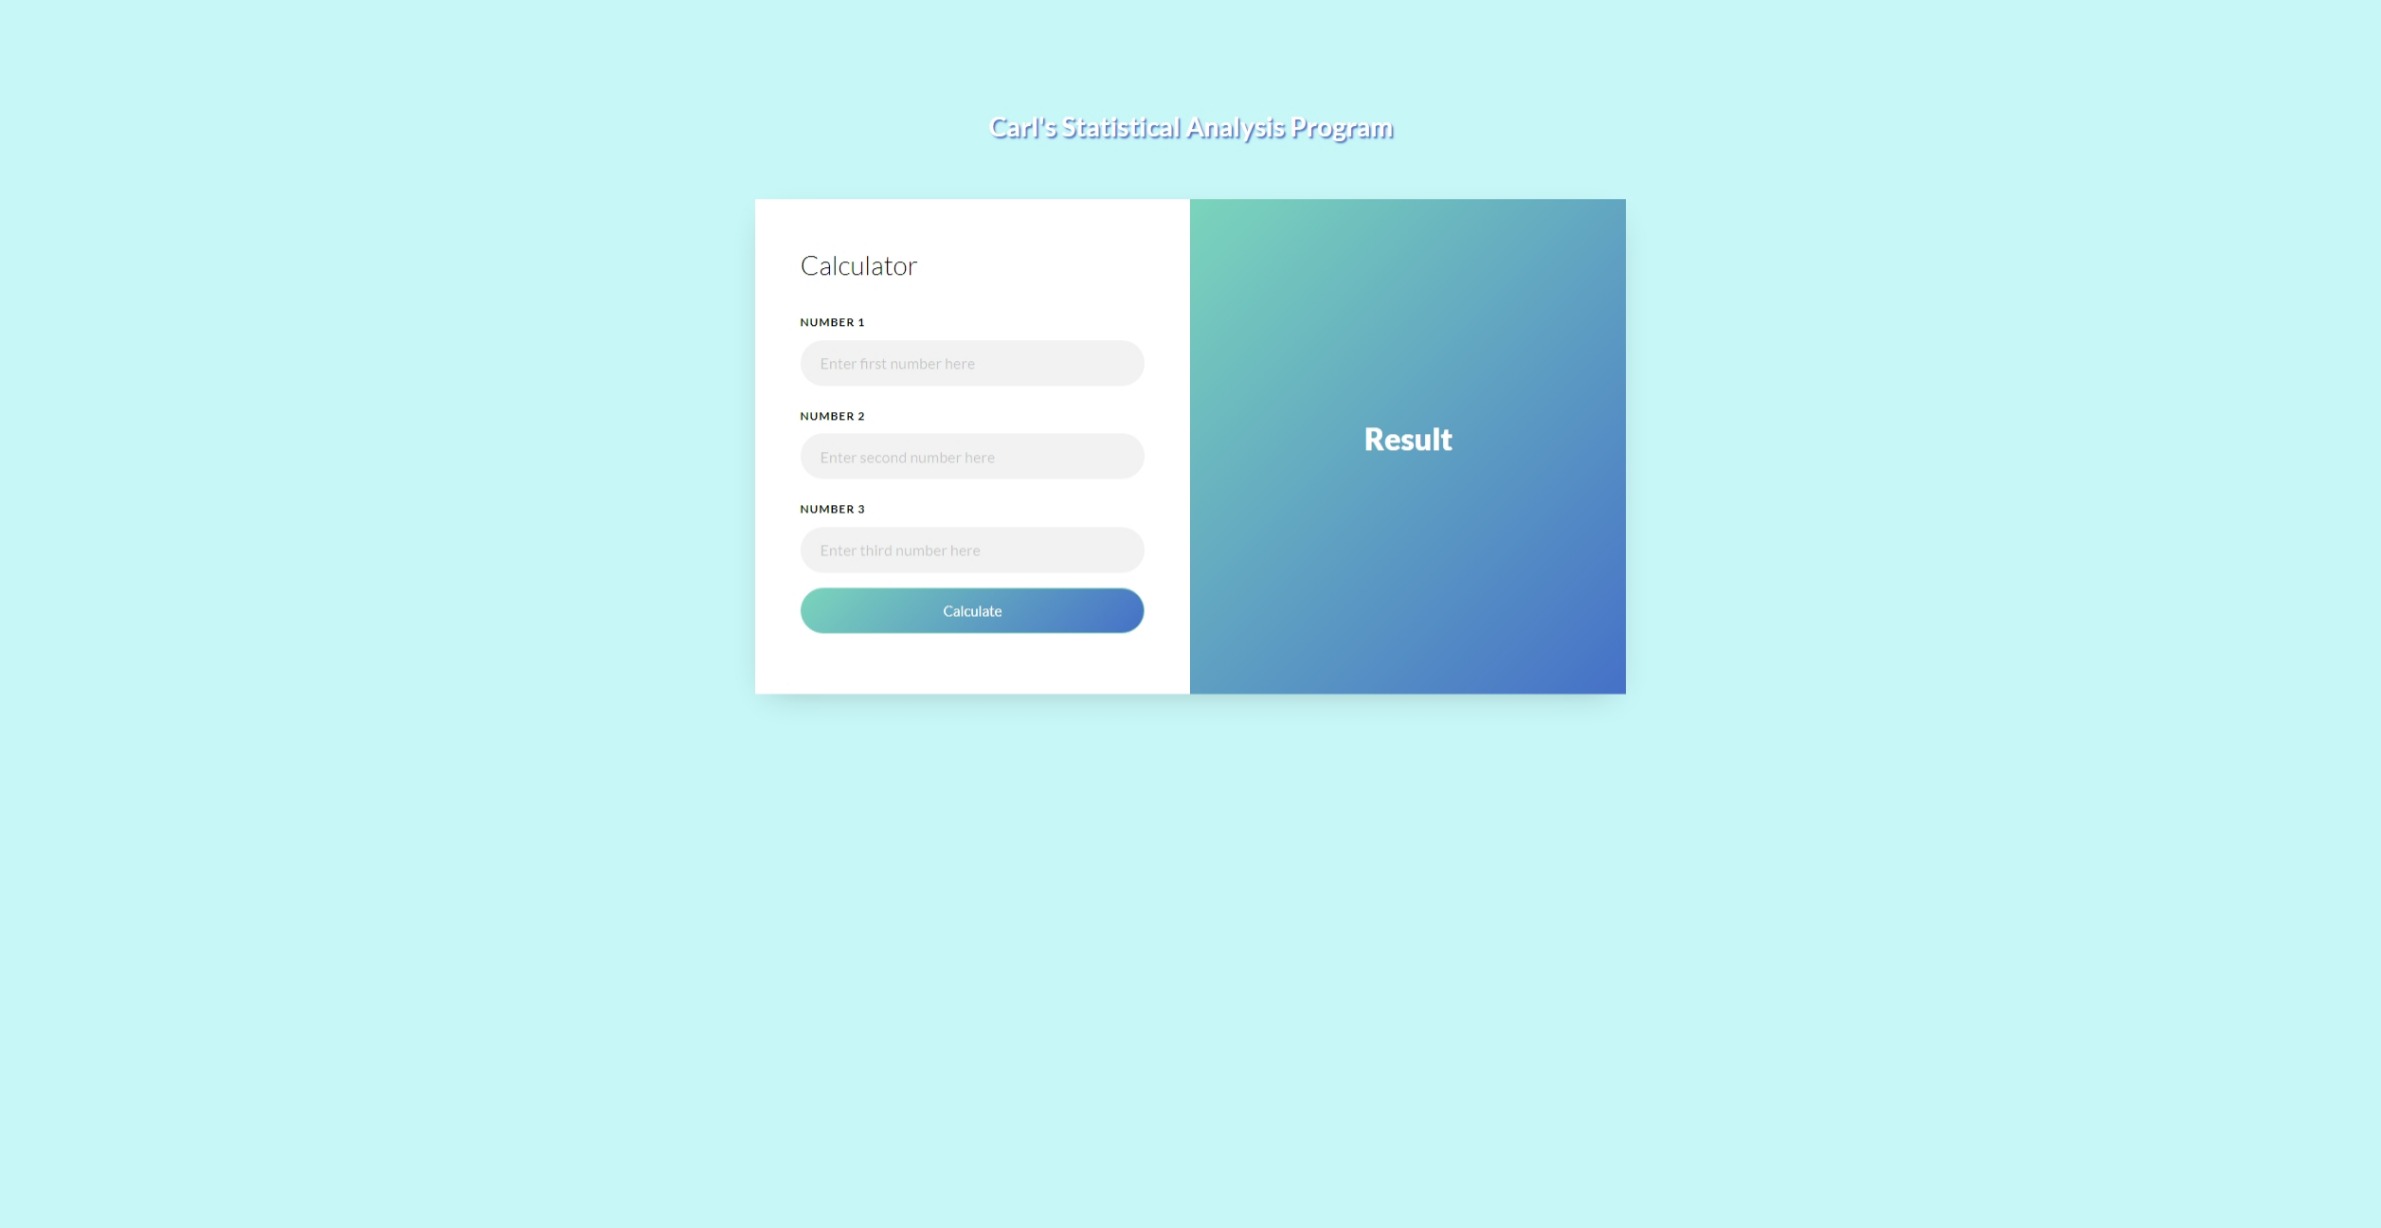 Carl's Statistical Analysis Program
Calculator
NUMBER 1
Enter first number here
NUMBER 2
Enter second number here
NUMBER 3
Enter third number here
Calculate
Result